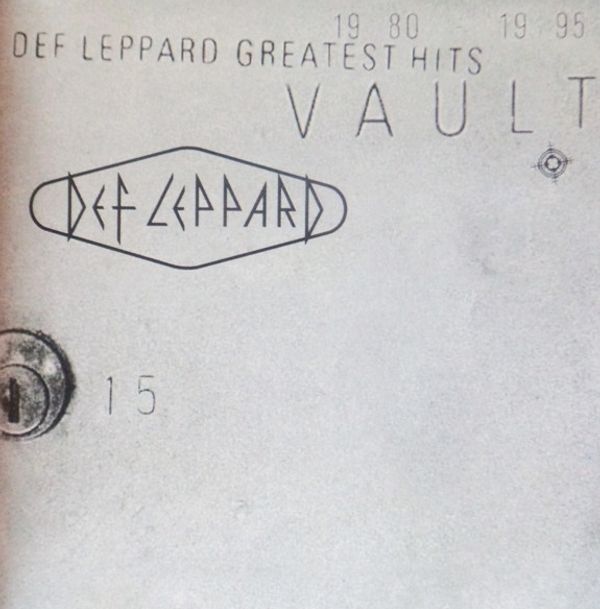 19 80 - 19 95
DEF LEPPARD GREATEST HITS
VAULT
DEF LEPPARD
15